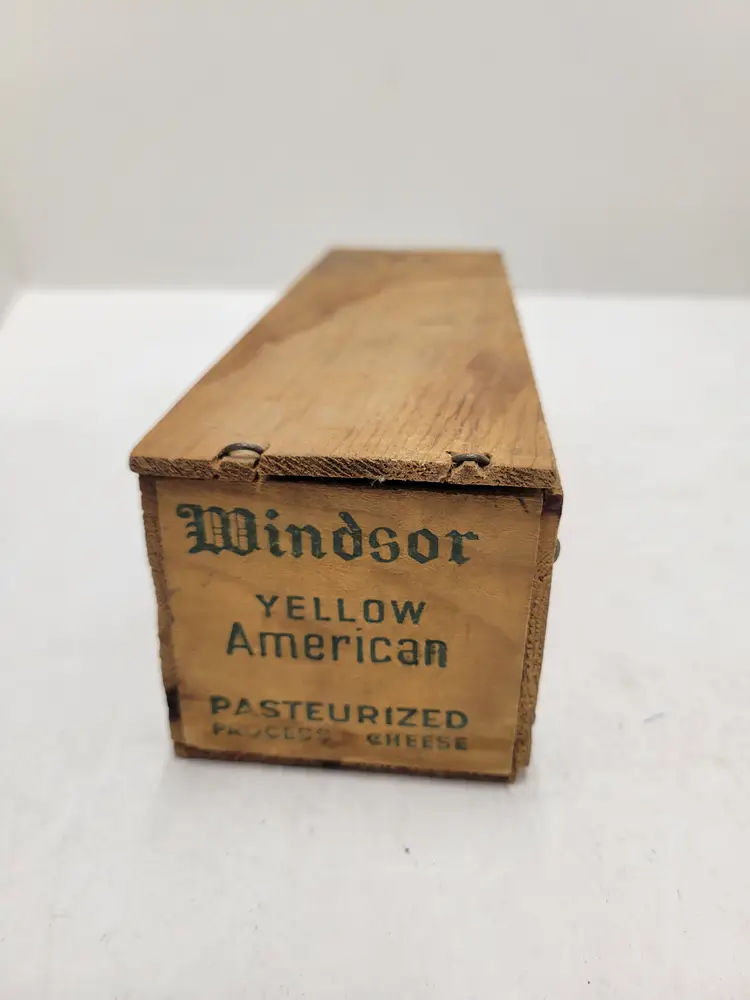 Windsor
YELLOW
American
PASTEURIZED
PROCESS CHEESE